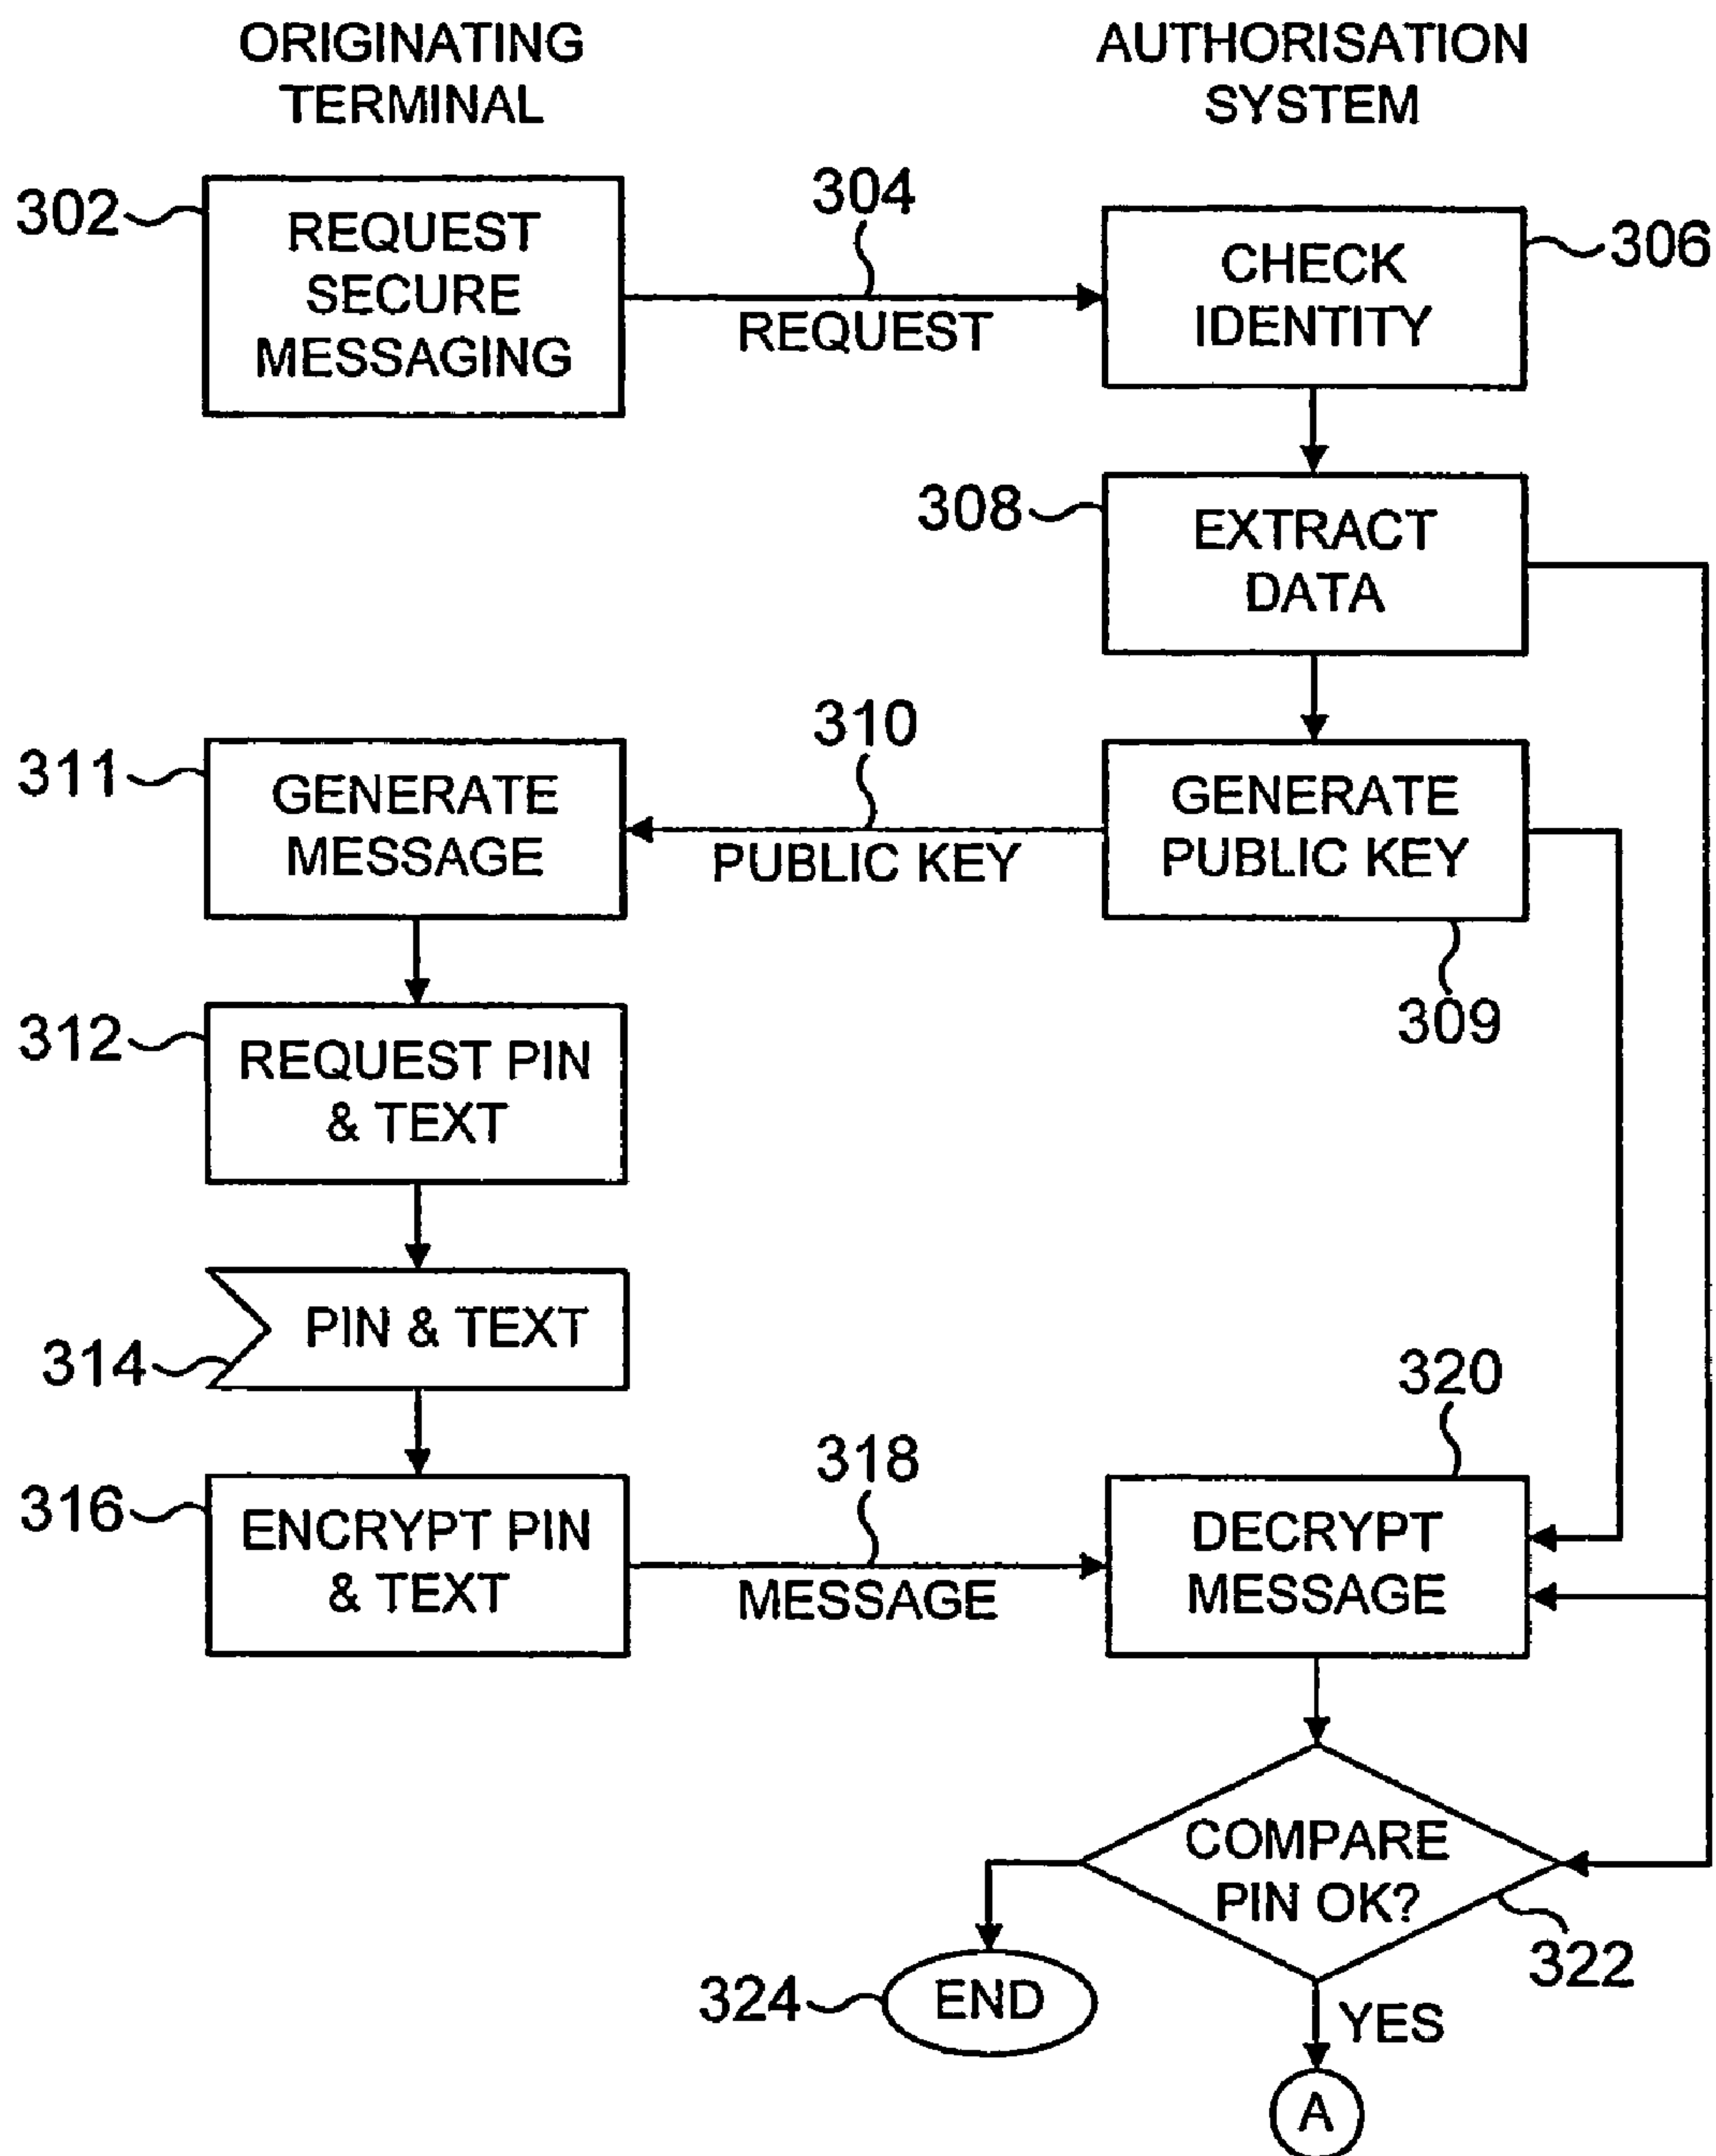 ORIGINATING
TERMINAL
AUTHORISATION
SYSTEM
302
REQUEST
SECURE
MESSAGING
304
REQUEST
CHECK
IDENTITY
306
308
EXTRACT
DATA
311
GENERATE
MESSAGE
310
PUBLIC KEY
GENERATE
PUBLIC KEY
309
312
REQUEST PIN
& TEXT
PIN & TEXT
314
316
ENCRYPT PIN
& TEXT
318
MESSAGE
320
DECRYPT
MESSAGE
COMPARE
PIN OK?
322
324
END
YES
A